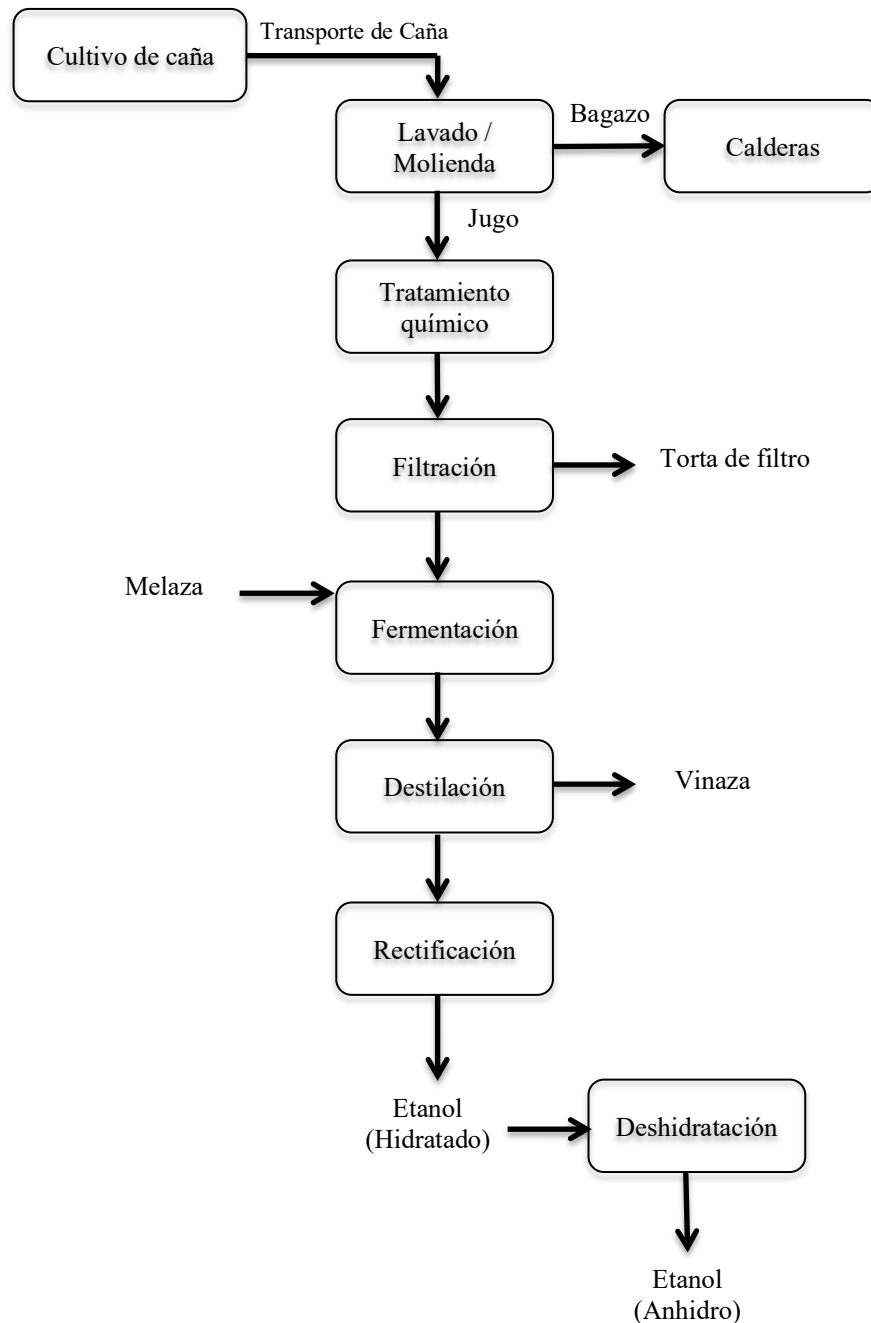 Transporte de Caña
Cultivo de caña
Bagazo
Lavado /
Molienda
Calderas
Jugo
Tratamiento
químico
Filtración
Torta de filtro
Melaza
Fermentación
Destilación
Vinaza
Rectificación
Etanol
(Hidratado)
Deshidratación
Etanol
(Anhidro)